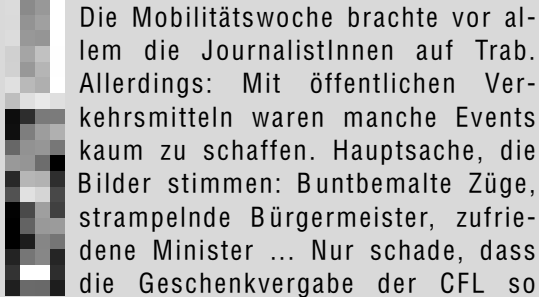 Die Mobilitätswoche brachte vor al-
lem die JournalistInnen auf Trab.
Allerdings: Mit öffentlichen Ver-
kehrsmitteln waren manche Events
kaum zu schaffen. Hauptsache, die
Bilder stimmen: Buntbemalte Züge,
strampelnde Bürgermeister, zufrie-
dene Minister ... Nur schade, dass
die Geschenkvergabe der CFL so